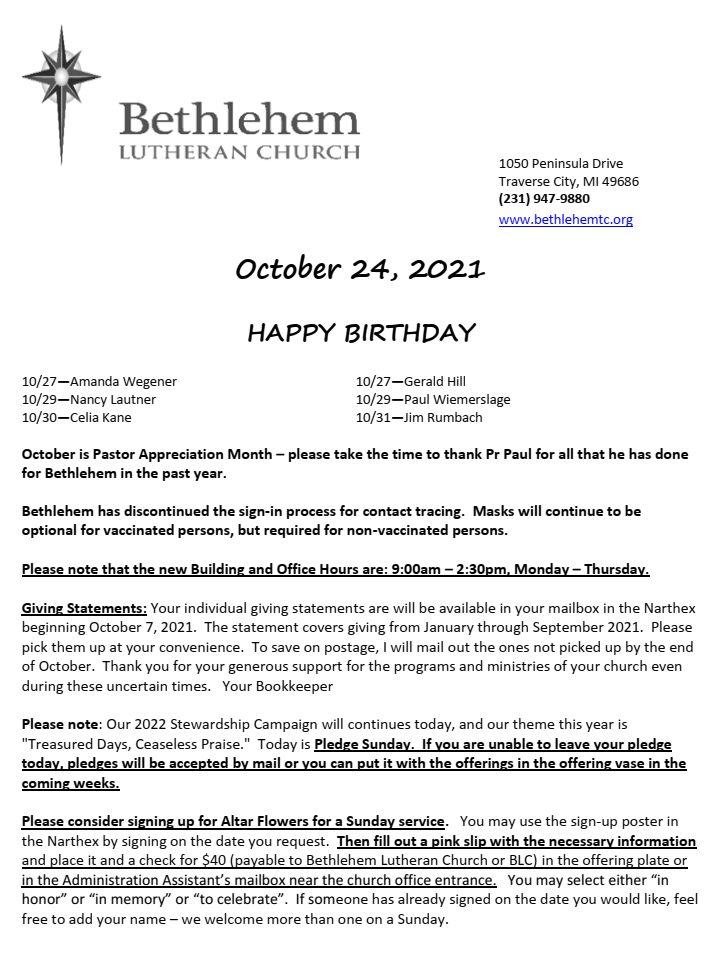 Bethlehem
LUTHERAN CHURCH
1050 Peninsula Drive
Traverse City, MI 49686
(231) 947-9880
www.bethlehemtc.org
October 24, 2021
HAPPY BIRTHDAY
10/27—Amanda Wegener
10/27—Gerald Hill
10/29—Nancy Lautner
10/29—Paul Wiemerslage
10/30—Celia Kane
10/31—Jim Rumbach
October is Pastor Appreciation Month – please take the time to thank Pr Paul for all that he has done
for Bethlehem in the past year.
Bethlehem has discontinued the sign-in process for contact tracing.  Masks will continue to be
optional for vaccinated persons, but required for non-vaccinated persons.
Please note that the new Building and Office Hours are: 9:00am – 2:30pm, Monday – Thursday.
Giving Statements: Your individual giving statements are will be available in your mailbox in the Narthex
beginning October 7, 2021.  The statement covers giving from January through September 2021.  Please
pick them up at your convenience.  To save on postage, I will mail out the ones not picked up by the end
of October.  Thank you for your generous support for the programs and ministries of your church even
during these uncertain times.   Your Bookkeeper
Please note: Our 2022 Stewardship Campaign will continues today, and our theme this year is
"Treasured Days, Ceaseless Praise."  Today is Pledge Sunday.  If you are unable to leave your pledge
today, pledges will be accepted by mail or you can put it with the offerings in the offering vase in the
coming weeks.
Please consider signing up for Altar Flowers for a Sunday service.   You may use the sign-up poster in
the Narthex by signing on the date you request.  Then fill out a pink slip with the necessary information
and place it and a check for $40 (payable to Bethlehem Lutheran Church or BLC) in the offering plate or
in the Administration Assistant's mailbox near the church office entrance.   You may select either “in
honor” or “in memory” or “to celebrate”.  If someone has already signed on the date you would like, feel
free to add your name – we welcome more than one on a Sunday.